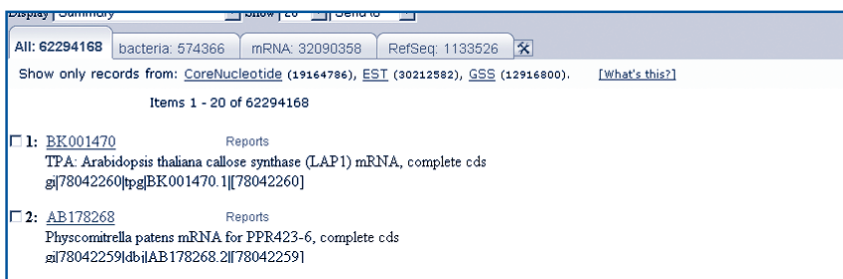 Display Summary Show 20 Send to
All: 62294168 bacteria: 574366 mRNA: 32090358 RefSeq: 1133526
Show only records from: CoreNucleotide (19164786), EST (30212582), GSS (12916800). [What's this?]
Items 1 - 20 of 62294168
1: BK001470 Reports
TPA: Arabidopsis thaliana callose synthase (LAP1) mRNA, complete cds
gi|78042260|tpg|BK001470.1|[78042260]
2: AB178268 Reports
Physcomitrella patens mRNA for PPR423-6, complete cds
gi|78042259|dbj|AB178268.2|[78042259]